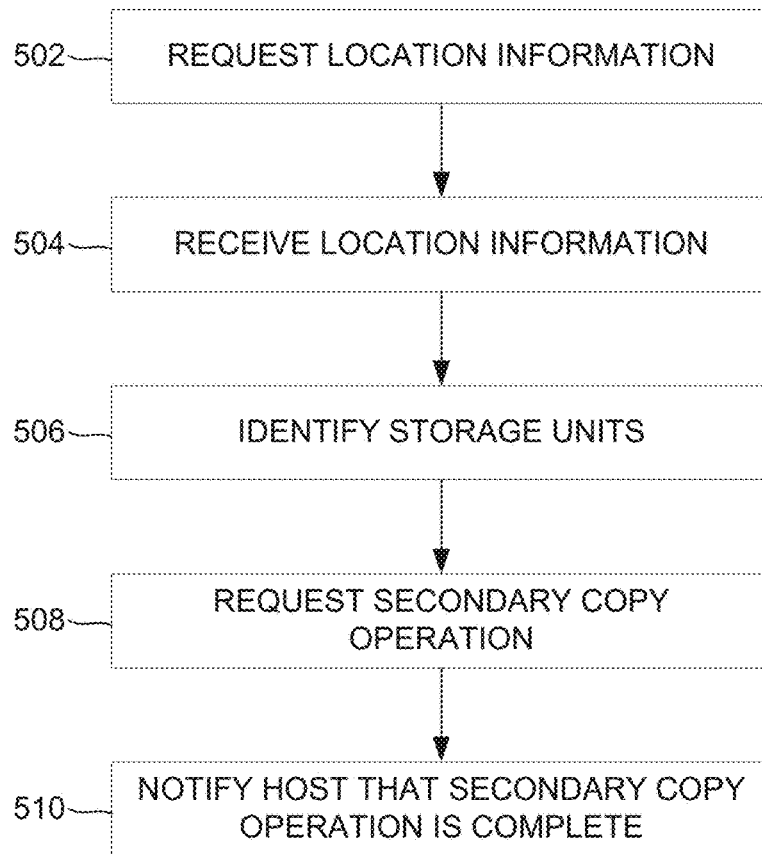 502 REQUEST LOCATION INFORMATION
504 RECEIVE LOCATION INFORMATION
506 IDENTIFY STORAGE UNITS
508 REQUEST SECONDARY COPY
OPERATION
510 NOTIFY HOST THAT SECONDARY COPY
OPERATION IS COMPLETE